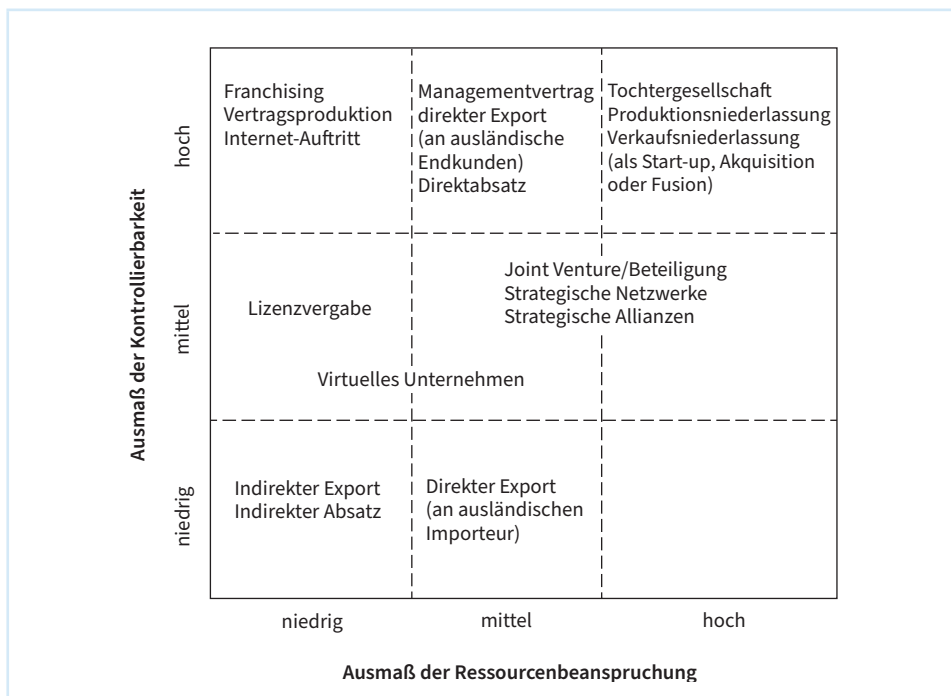 Franchising
Vertragsproduktion
Internet-Auftritt
Managementvertrag
direkter Export
(an ausländische
Endkunden)
Direktabsatz
Tochtergesellschaft
Produktionsniederlassung
Verkaufsniederlassung
(als Start-up, Akquisition
oder Fusion)
hoch
Ausmaß der Kontrollierbarkeit
mittel
Lizenzvergabe
Joint Venture/Beteiligung
Strategische Netzwerke
Strategische Allianzen
Virtuelles Unternehmen
niedrig
Indirekter Export
Indirekter Absatz
Direkter Export
(an ausländischen
Importeur)
niedrig
mittel
hoch
Ausmaß der Ressourcenbeanspruchung